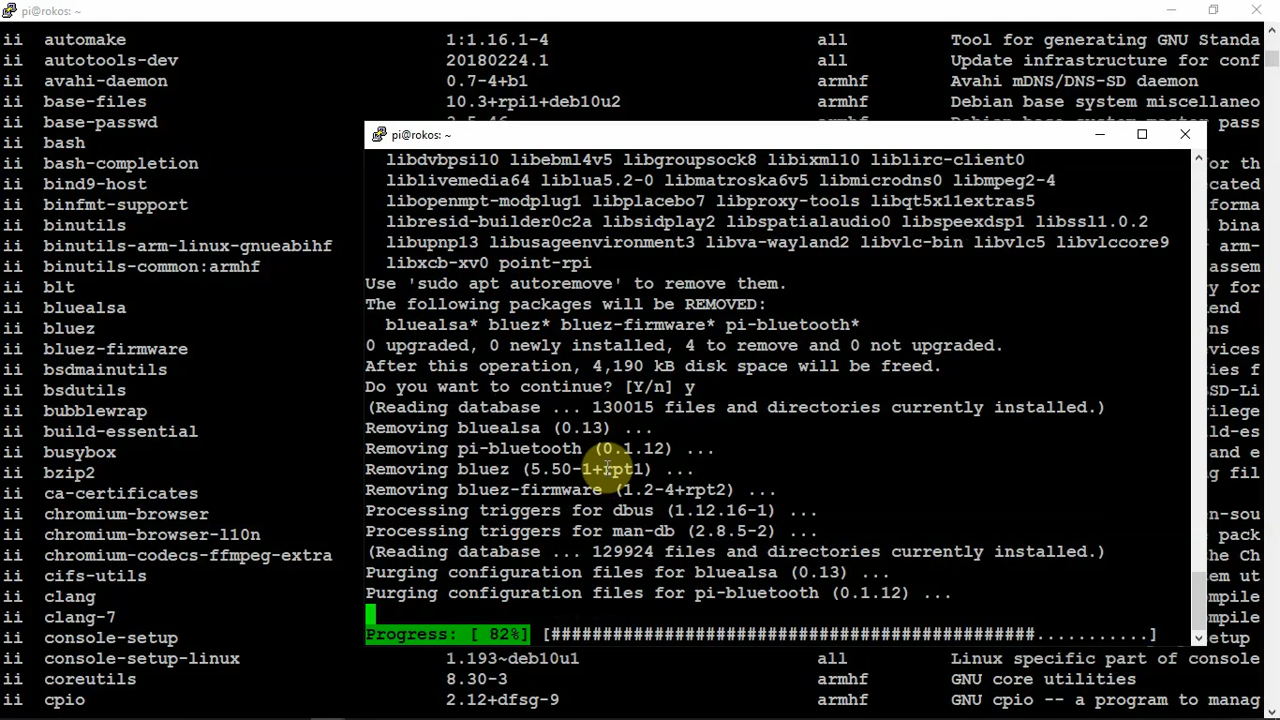 pi@rokos: ~
ii automake 1:1.16.1-4 all Tool for generating GNU Standa
ii autotools-dev 20180224.1 all Update infrastructure for conf
ii avahi-daemon 0.7-4+b1 armhf Avahi mDNS/DNS-SD daemon
ii base-files 10.3+rpi1+deb10u2 armhf Debian base system miscellaneo
ii base-passwd
ii bash
ii bash-completion
ii bind9-host
ii binfmt-support
ii binutils
ii binutils-arm-linux-gnueabihf
ii binutils-common:armhf
ii blt
ii bluealsa
ii bluez
ii bluez-firmware
ii bsdmainutils
ii bsdutils
ii bubblewrap
ii build-essential
ii busybox
ii bzip2
ii ca-certificates
ii chromium-browser
ii chromium-browser-l10n
ii chromium-codecs-ffmpeg-extra
ii cifs-utils
ii clang
ii clang-7
ii console-setup
ii console-setup-linux 1.193~deb10u1 all Linux specific part of console
ii coreutils 8.30-3 armhf GNU core utilities
ii cpio 2.12+dfsg-9 armhf GNU cpio -- a program to manag
pi@rokos: ~
libdvbpsi10 libebml4v5 libgroupsock8 libixml10 liblirc-client0
liblivemedia64 liblua5.2-0 libmatroska6v5 libmicrodns0 libmpeg2-4
libopenmpt-modplug1 libplacebo7 libproxy-tools libqt5x11extras5
libresid-builder0c2a libsidplay2 libspatialaudio0 libspeexdsp1 libssl1.0.2
libupnp13 libusageenvironment3 libva-wayland2 libvlc-bin libvlc5 libvlccore9
libxcb-xv0 point-rpi
Use 'sudo apt autoremove' to remove them.
The following packages will be REMOVED:
bluealsa* bluez* bluez-firmware* pi-bluetooth*
0 upgraded, 0 newly installed, 4 to remove and 0 not upgraded.
After this operation, 4,190 kB disk space will be freed.
Do you want to continue? [Y/n] y
(Reading database ... 130015 files and directories currently installed.)
Removing bluealsa (0.13) ...
Removing pi-bluetooth (0.1.12) ...
Removing bluez (5.50-1+rpt1) ...
Removing bluez-firmware (1.2-4+rpt2) ...
Processing triggers for dbus (1.12.16-1) ...
Processing triggers for man-db (2.8.5-2) ...
(Reading database ... 129924 files and directories currently installed.)
Purging configuration files for bluealsa (0.13) ...
Purging configuration files for pi-bluetooth (0.1.12) ...
Progress: [ 82%] [###############################################...........]